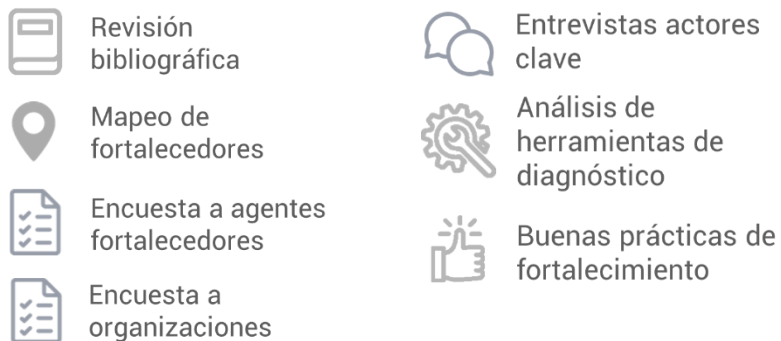 Revisión
bibliográfica
Mapeo de
fortalecedores
Encuesta a agentes
fortalecedores
Encuesta a
organizaciones
Entrevistas actores
clave
Análisis de
herramientas de
diagnóstico
Buenas prácticas de
fortalecimiento